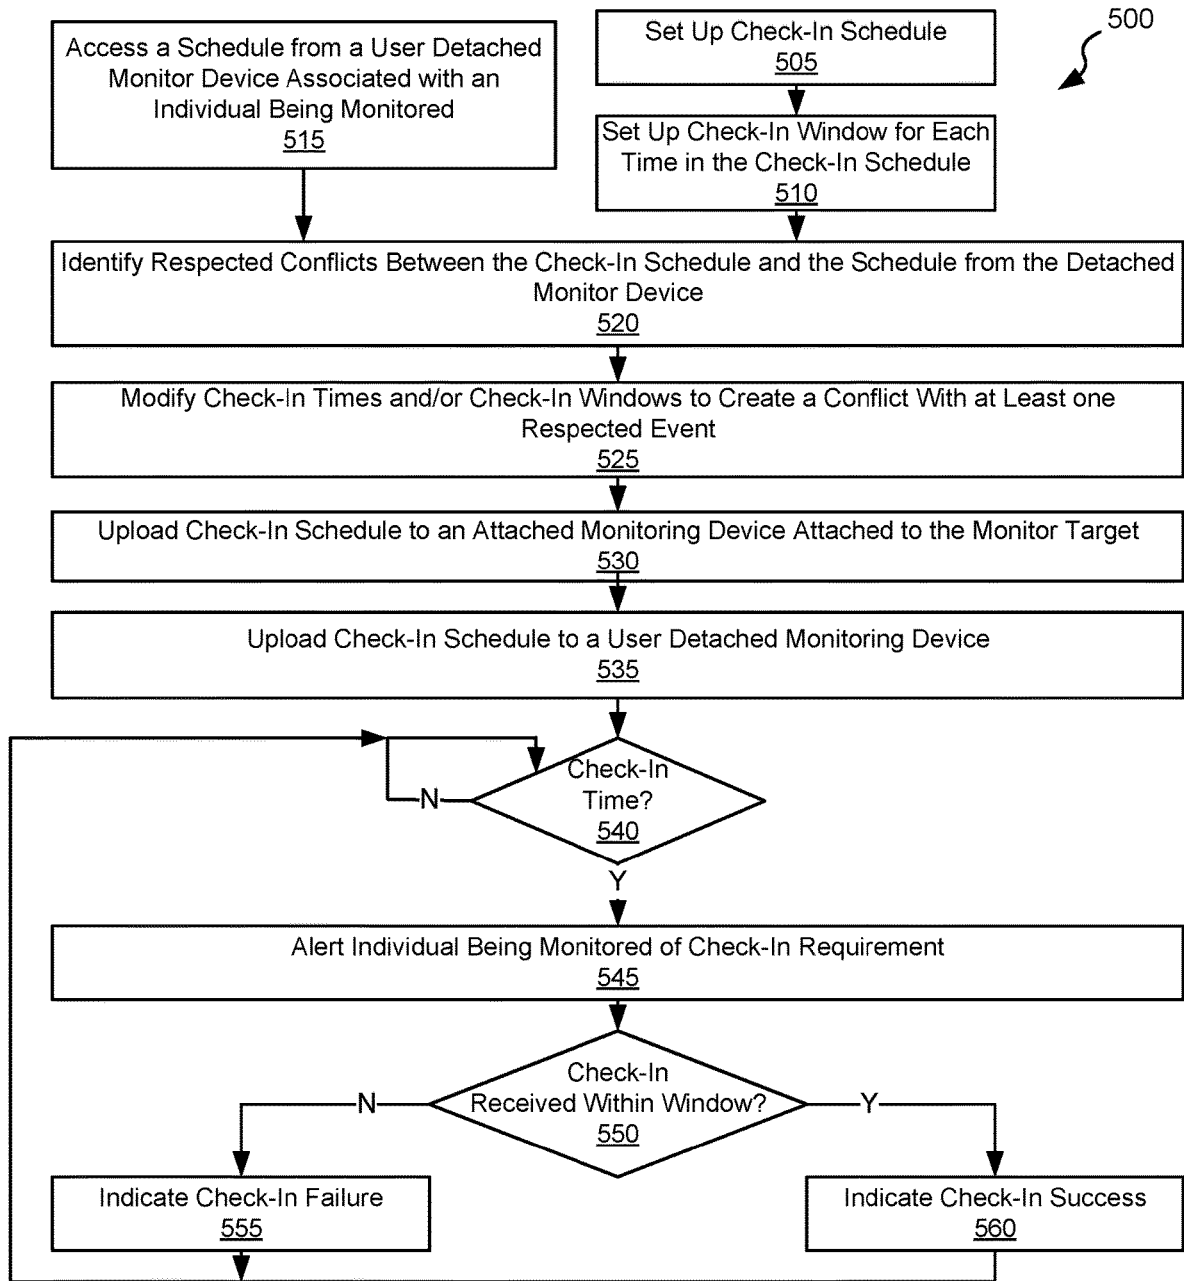 500
Access a Schedule from a User Detached
Monitor Device Associated with an
Individual Being Monitored
515
Set Up Check-In Schedule
505
Set Up Check-In Window for Each
Time in the Check-In Schedule
510
Identify Respected Conflicts Between the Check-In Schedule and the Schedule from the Detached
Monitor Device
520
Modify Check-In Times and/or Check-In Windows to Create a Conflict With at Least one
Respected Event
525
Upload Check-In Schedule to an Attached Monitoring Device Attached to the Monitor Target
530
Upload Check-In Schedule to a User Detached Monitoring Device
535
Check-In
Time?
540
N
Y
Alert Individual Being Monitored of Check-In Requirement
545
Check-In
Received Within Window?
550
N
Y
Indicate Check-In Failure
555
Indicate Check-In Success
560